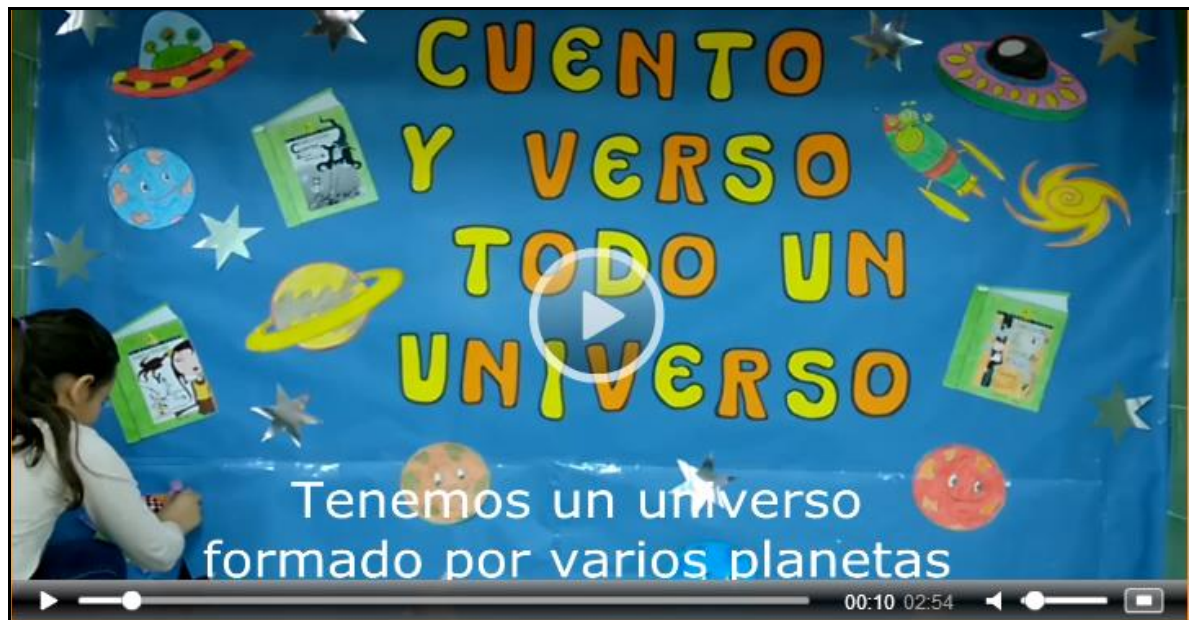 CUENTO
Y VERSO
TODO UN
UNIVERSO
Tenemos un universo
formado por varios planetas
00:10 02:54